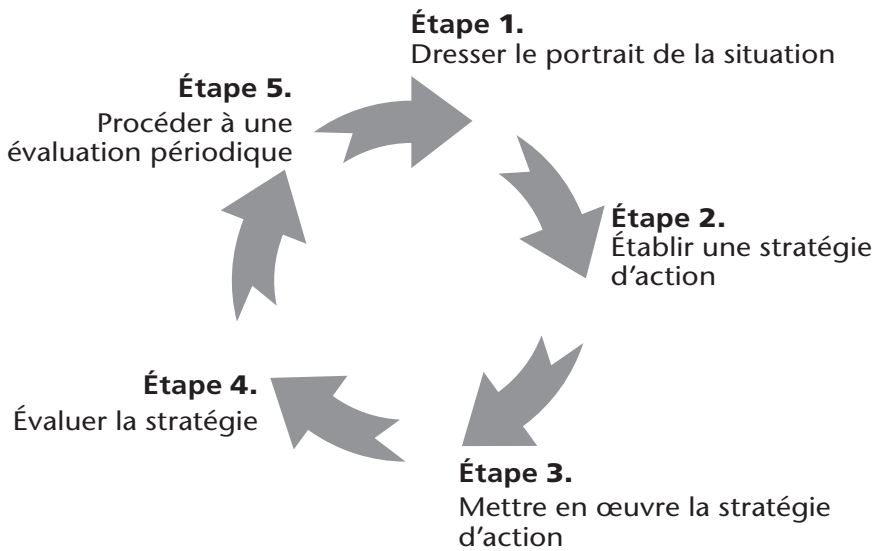 Étape 1.
Dresser le portrait de la situation
Étape 2.
Établir une stratégie
d'action
Étape 3.
Mettre en œuvre la stratégie
d'action
Étape 4.
Évaluer la stratégie
Étape 5.
Procéder à une
évaluation périodique